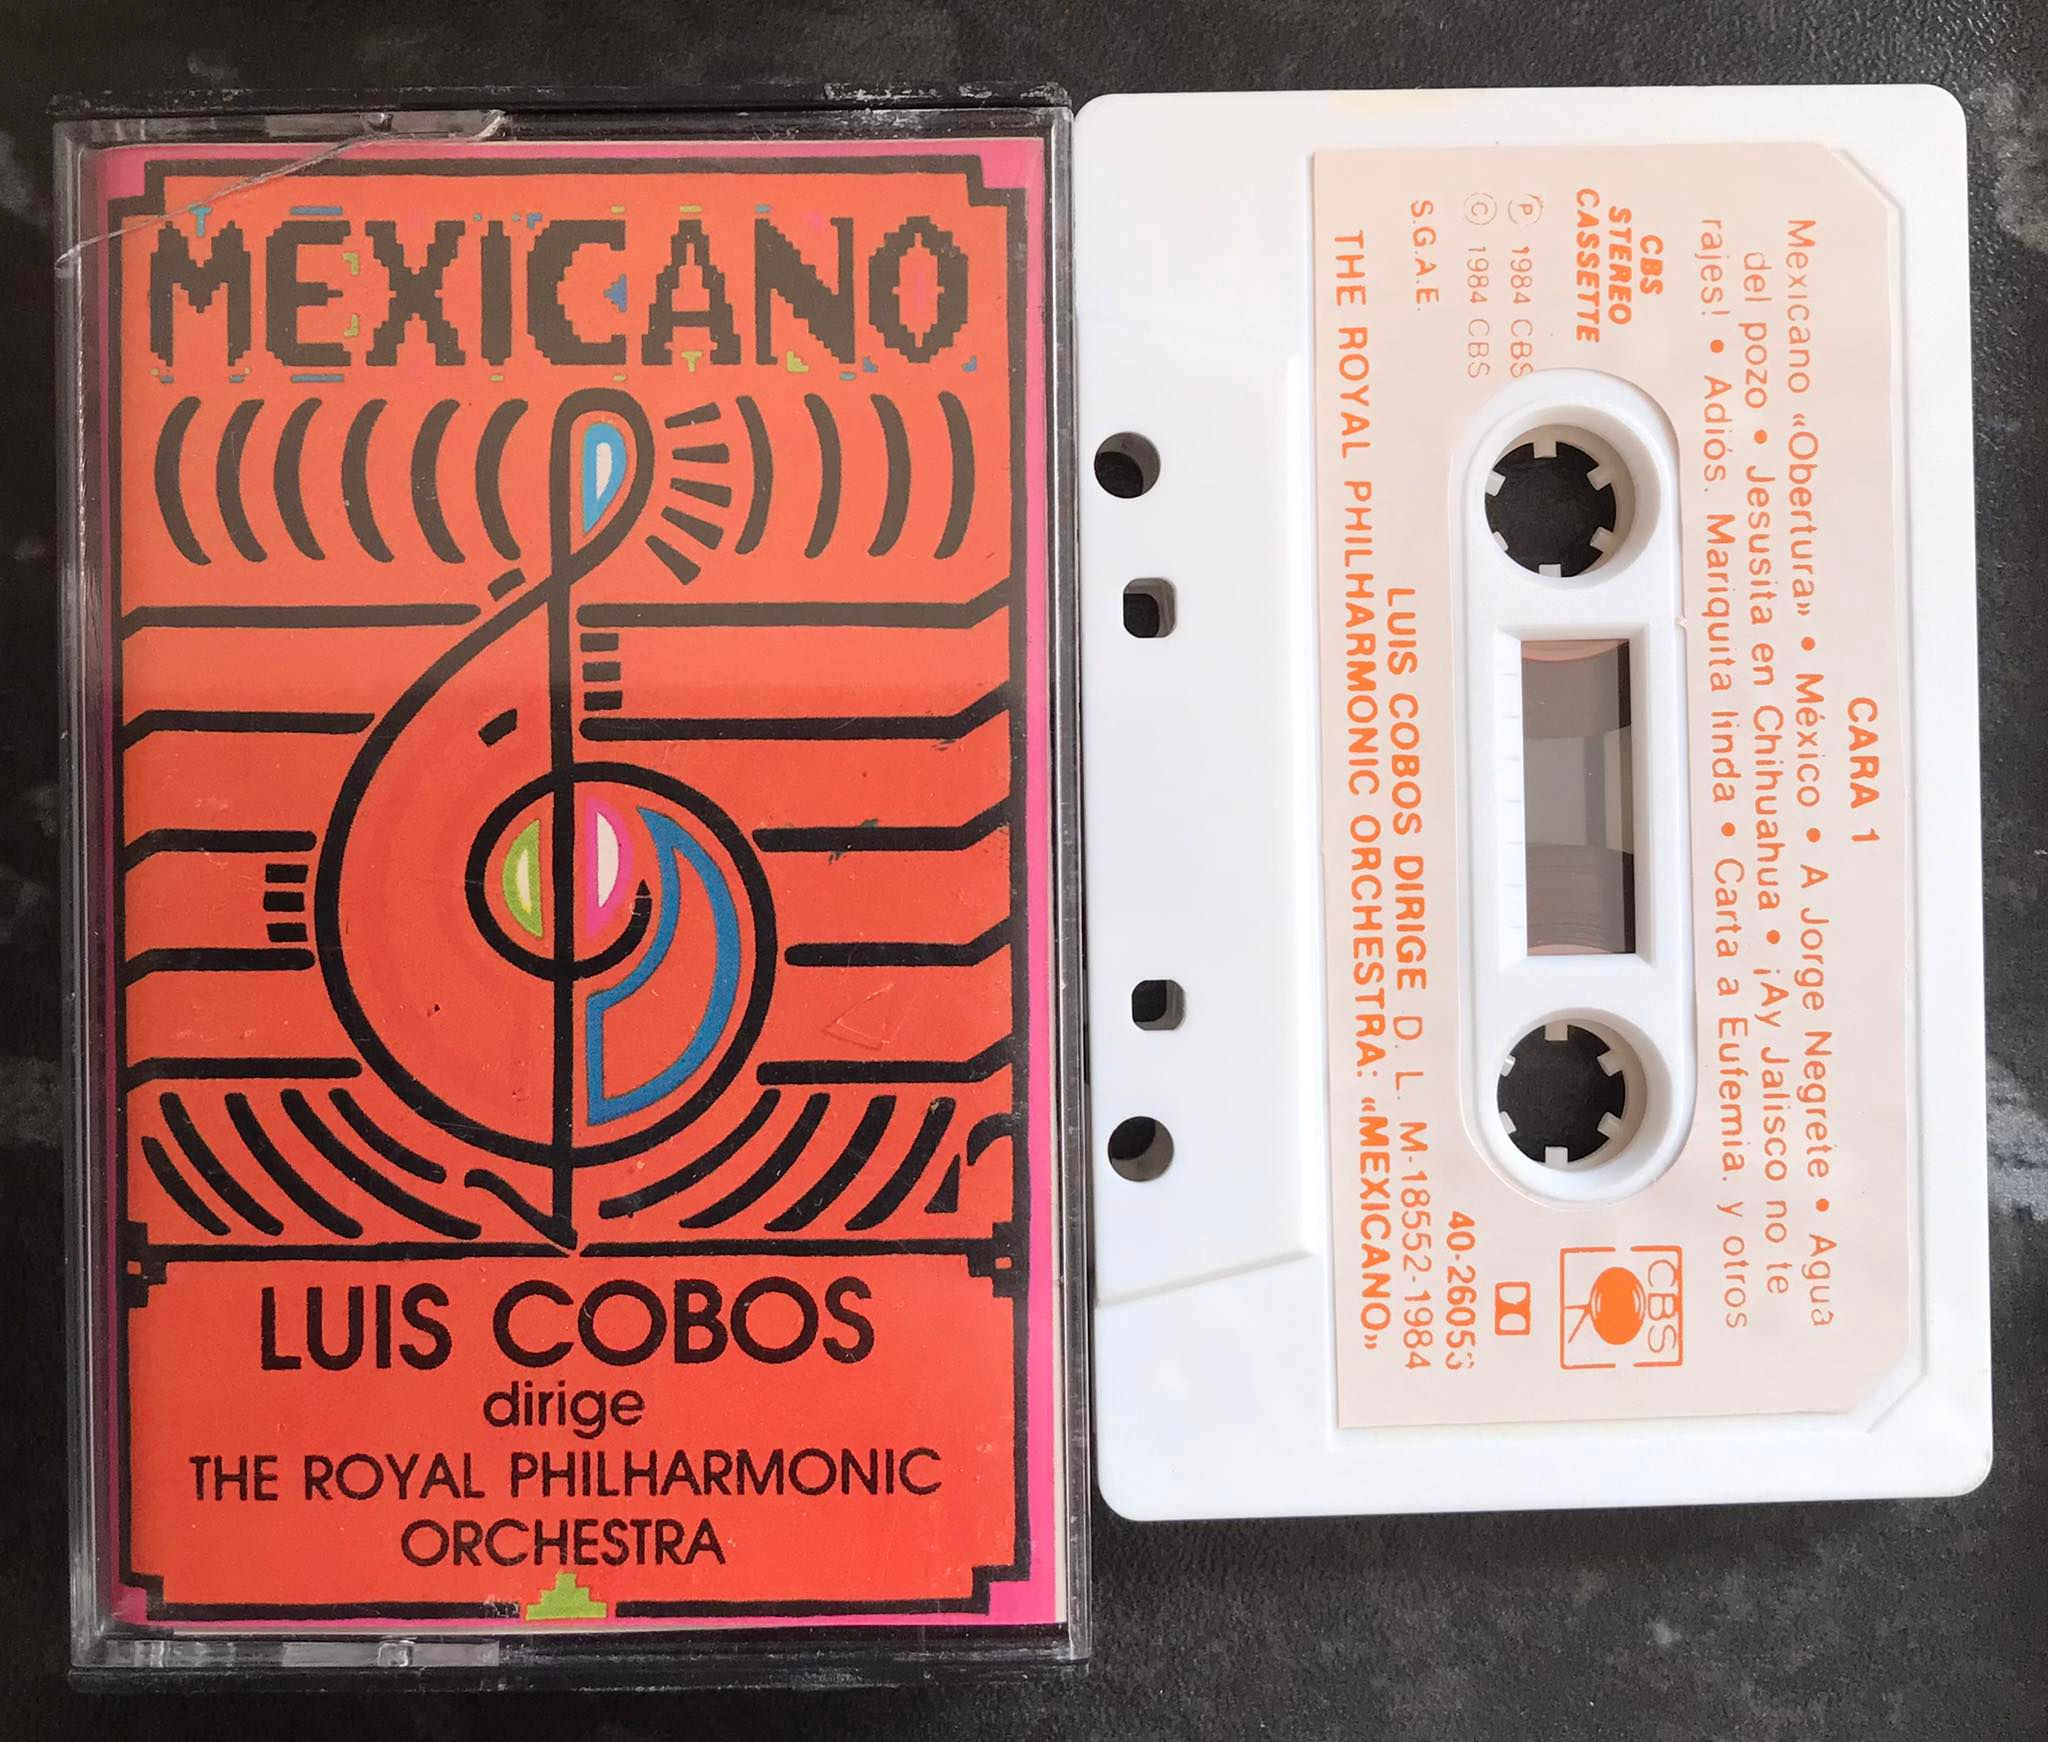 MEXICANO
LUIS COBOS
dirige
THE ROYAL PHILHARMONIC
ORCHESTRA
CARA 1
Mexicano «Obertura» • México • A Jorge Negrete • Agua
del pozo • Jesusita en Chihuahua • ¡Ay Jalisco no te
rajes! • Adiós. Mariquita linda • Carta a Eufemia. y otros
CBS
STEREO
CASSETTE
Ⓟ 1984 CBS
© 1984 CBS
S.G.A.E.
CBS
40-26053
D. L. M-18552-1984
LUIS COBOS DIRIGE
THE ROYAL PHILHARMONIC ORCHESTRA: «MEXICANO»